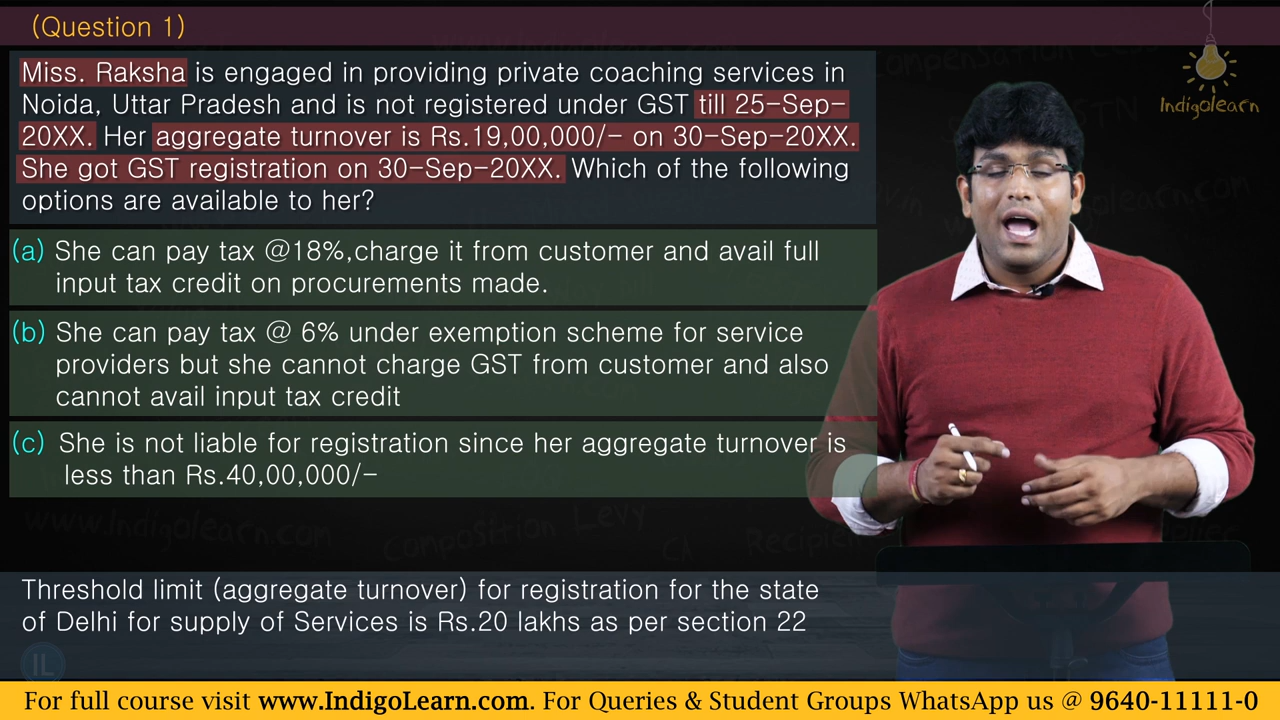 (Question 1)
Indigolearn
Miss. Raksha is engaged in providing private coaching services in
Noida, Uttar Pradesh and is not registered under GST till 25-Sep-
20XX. Her aggregate turnover is Rs.19,00,000/- on 30-Sep-20XX.
She got GST registration on 30-Sep-20XX. Which of the following
options are available to her?
(a) She can pay tax @18%,charge it from customer and avail full
input tax credit on procurements made.
(b) She can pay tax @ 6% under exemption scheme for service
providers but she cannot charge GST from customer and also
cannot avail input tax credit
(c) She is not liable for registration since her aggregate turnover is
less than Rs.40,00,000/-
www.Indigolearn.com
Composition Levy
CA
Recipient
Threshold limit (aggregate turnover) for registration for the state
of Delhi for supply of Services is Rs.20 lakhs as per section 22
IL
For full course visit www.IndigoLearn.com. For Queries & Student Groups WhatsApp us @ 9640-11111-0